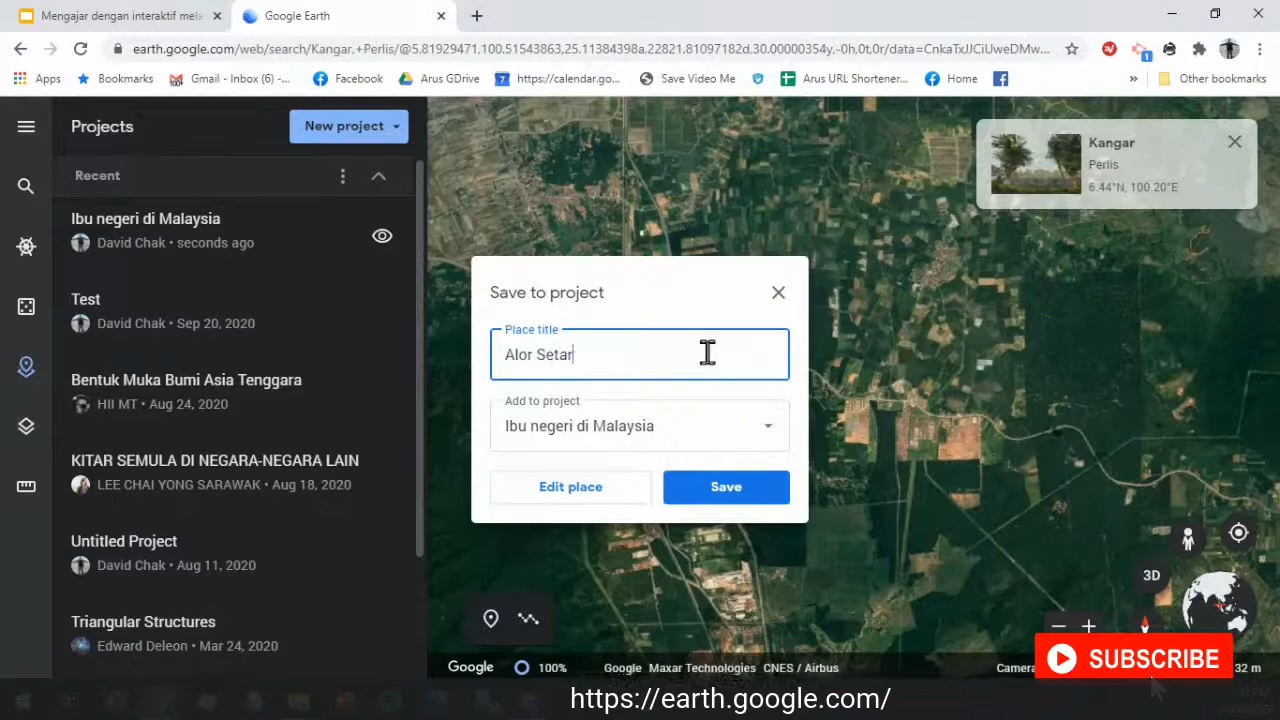 Mengajar dengan interaktif mela
Google Earth
earth.google.com/web/search/Kangar,+Perlis/@5.81929471,100.51543863,25.11384398a,22821.81097182d,30.00000354y,-0h,0t,0r/data=CnkaTxJJCiUweDMw...
1
Apps
Bookmarks
Gmail - Inbox (6) -...
Facebook
Arus GDrive
7 https://calendar.go...
Save Video Me
Arus URL Shortener...
Home
» Other bookmarks
Projects
New project
Recent
Ibu negeri di Malaysia
David Chak • seconds ago
Test
David Chak • Sep 20, 2020
Bentuk Muka Bumi Asia Tenggara
HII MT • Aug 24, 2020
KITAR SEMULA DI NEGARA-NEGARA LAIN
LEE CHAI YONG SARAWAK • Aug 18, 2020
Untitled Project
David Chak • Aug 11, 2020
Triangular Structures
Edward Deleon • Mar 24, 2020
Kangar
Perlis
6.44°N, 100.20°E
Save to project
Place title
Alor Setar
Add to project
Ibu negeri di Malaysia
Edit place
Save
3D
Google
100%
Google Maxar Technologies CNES / Airbus
Camera
32 m
SUBSCRIBE
https://earth.google.com/